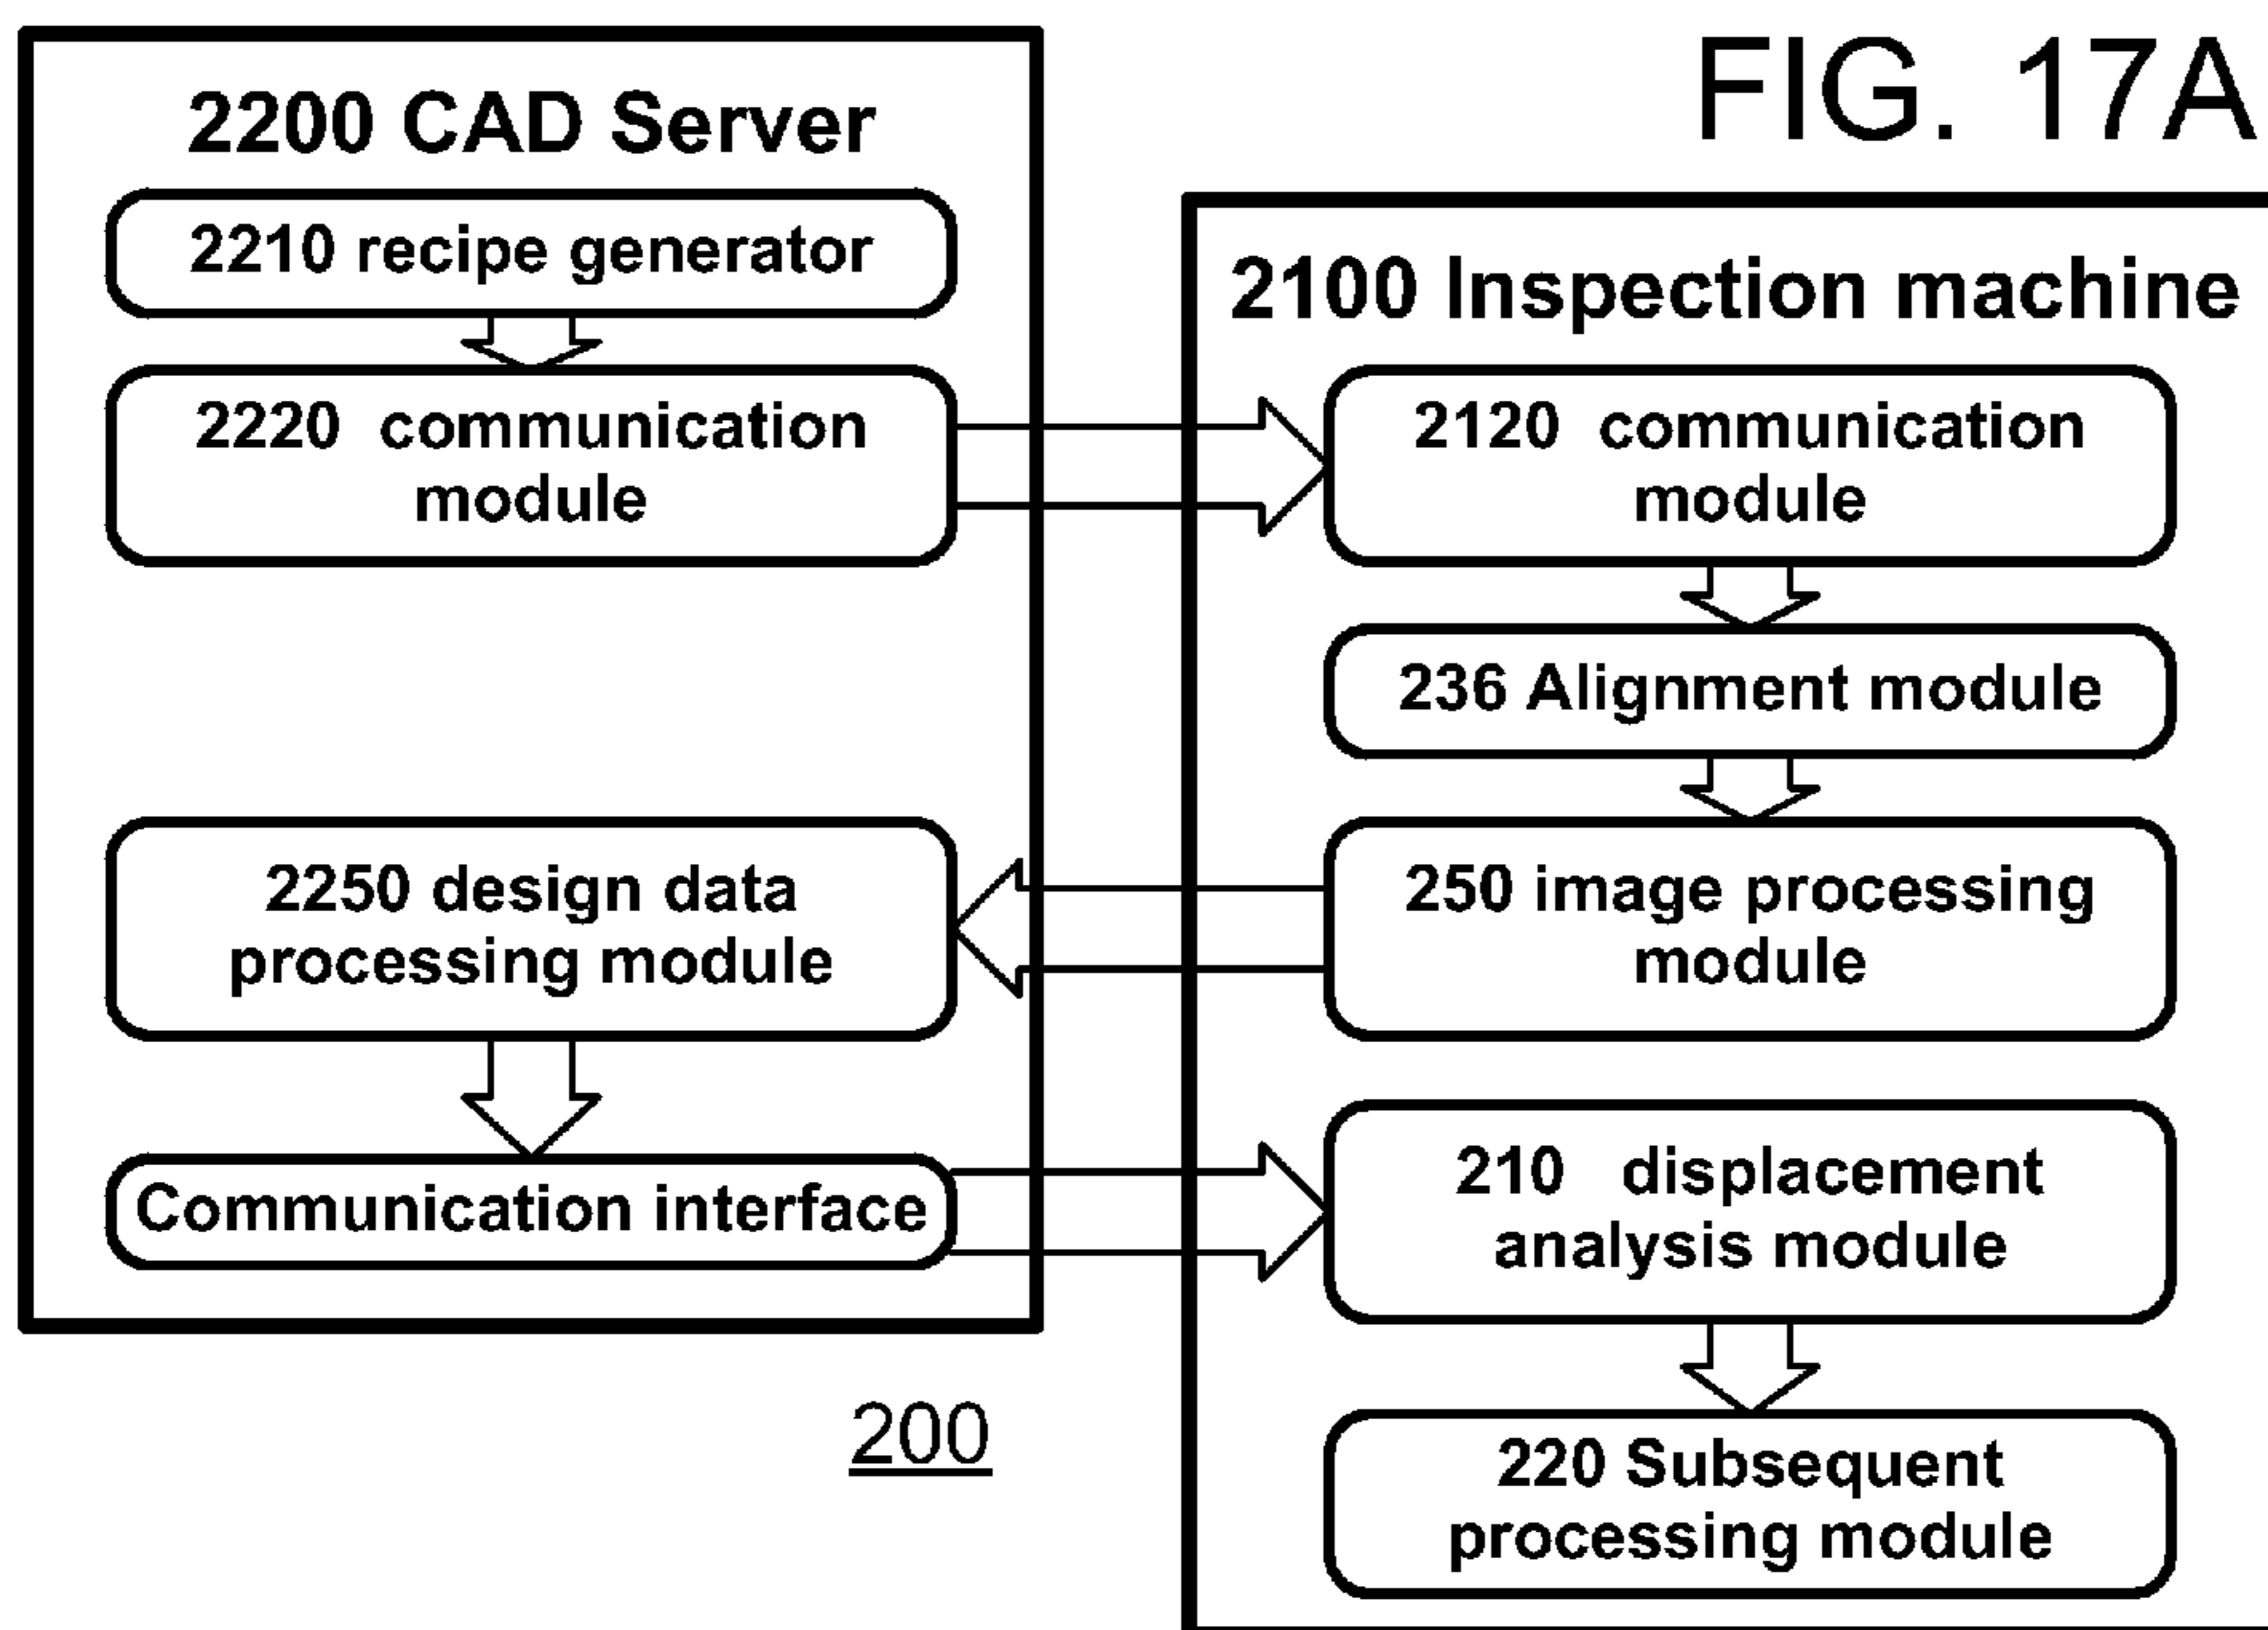 FIG. 17A
2200 CAD Server
2210 recipe generator
2220 communication
module
2250 design data
processing module
Communication interface
200
2100 Inspection machine
2120 communication
module
236 Alignment module
250 image processing
module
210 displacement
analysis module
220 Subsequent
processing module